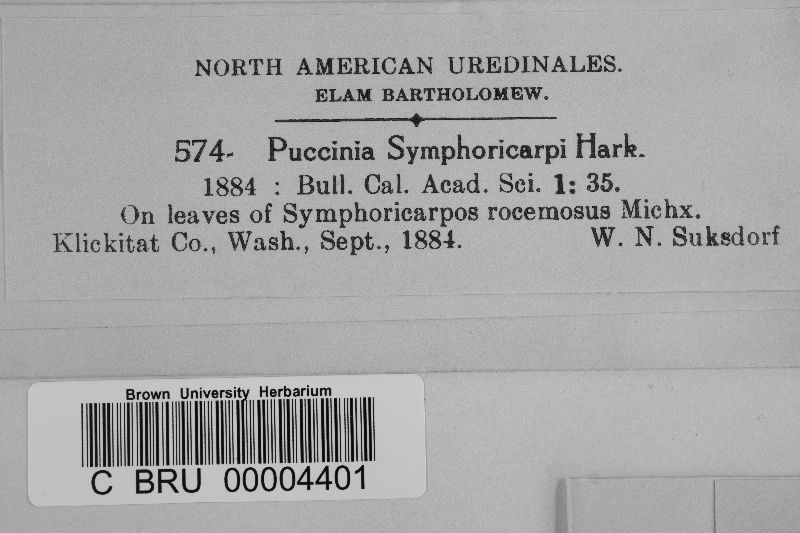 NORTH AMERICAN UREDINALES.
ELAM BARTHOLOMEW.
574- Puccinia Symphoricarpi Hark.
1884 : Bull. Cal. Acad. Sci. 1: 35.
On leaves of Symphoricarpos rocemosus Michx.
Klickitat Co., Wash., Sept., 1884. W. N. Suksdorf
Brown University Herbarium
C BRU 00004401